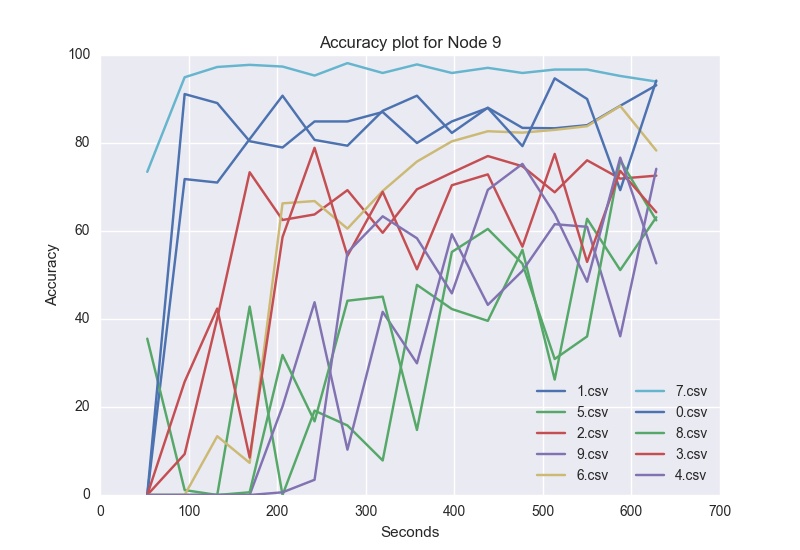 Accuracy plot for Node 9
100
80
60
40
20
0
Accuracy
1.csv 7.csv
5.csv 0.csv
2.csv 8.csv
9.csv 3.csv
6.csv 4.csv
0 100 200 300 400 500 600 700
Seconds